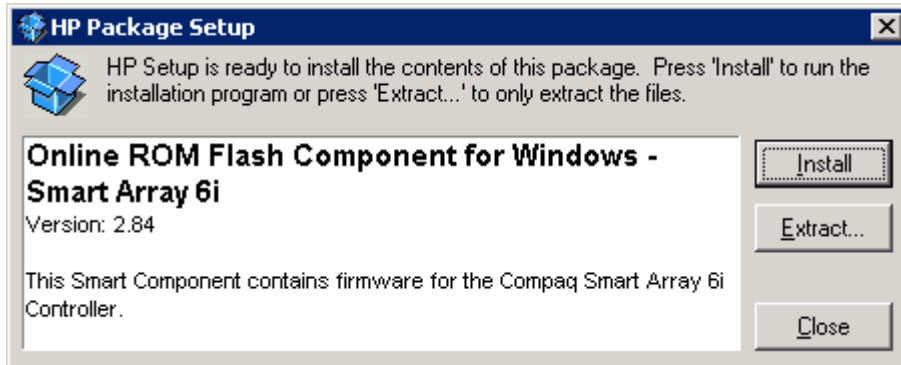 HP Package Setup
HP Setup is ready to install the contents of this package.  Press 'Install' to run the
installation program or press 'Extract...' to only extract the files.
Online ROM Flash Component for Windows -
Smart Array 6i
Version: 2.84
This Smart Component contains firmware for the Compaq Smart Array 6i
Controller.
Install
Extract...
Close